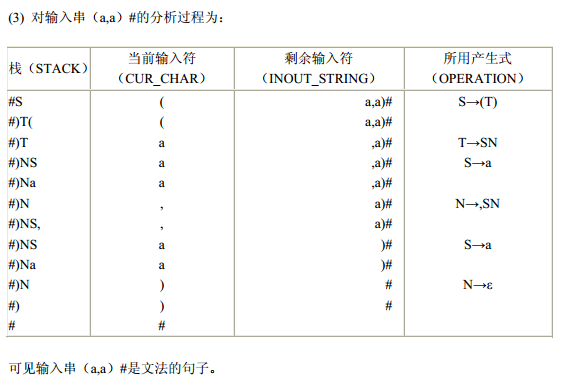 (3) 对输入串（a,a）#的分析过程为：
栈（STACK） 当前输入符（CUR_CHAR） 剩余输入符（INOUT_STRING） 所用产生式（OPERATION）
#S ( a,a)# S→(T)
#)T( ( a,a)#
#)T a ,a)# T→SN
#)NS a ,a)# S→a
#)Na a ,a)#
#)N , a)# N→,SN
#)NS, , a)#
#)NS a )# S→a
#)Na a )#
#)N ) # N→ε
#) ) #
# #
可见输入串（a,a）#是文法的句子。